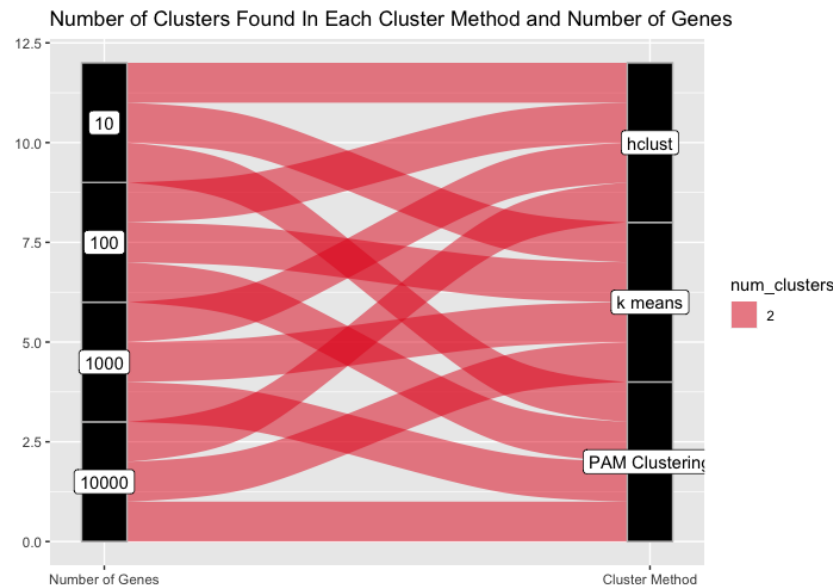 Number of Clusters Found In Each Cluster Method and Number of Genes
12.5
10.0
7.5
5.0
2.5
0.0
10
100
1000
10000
hclust
k means
PAM Clustering
Number of Genes
Cluster Method
num_clusters
2